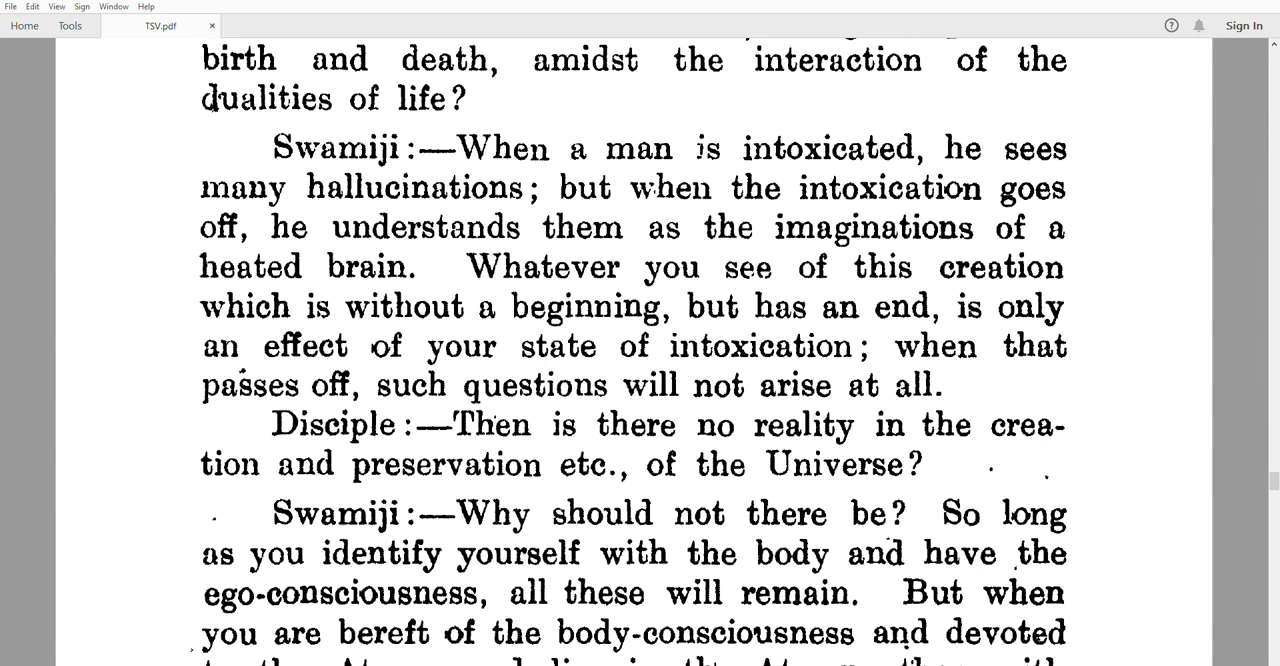 File Edit View Sign Window Help
Home Tools TSV.pdf × ? Sign In
birth and death, amidst the interaction of the
dualities of life?
Swamiji:—When a man is intoxicated, he sees
many hallucinations; but when the intoxication goes
off, he understands them as the imaginations of a
heated brain. Whatever you see of this creation
which is without a beginning, but has an end, is only
an effect of your state of intoxication; when that
passes off, such questions will not arise at all.
Disciple:—Then is there no reality in the crea-
tion and preservation etc., of the Universe?
Swamiji:—Why should not there be? So long
as you identify yourself with the body and have the
ego-consciousness, all these will remain. But when
you are bereft of the body-consciousness and devoted